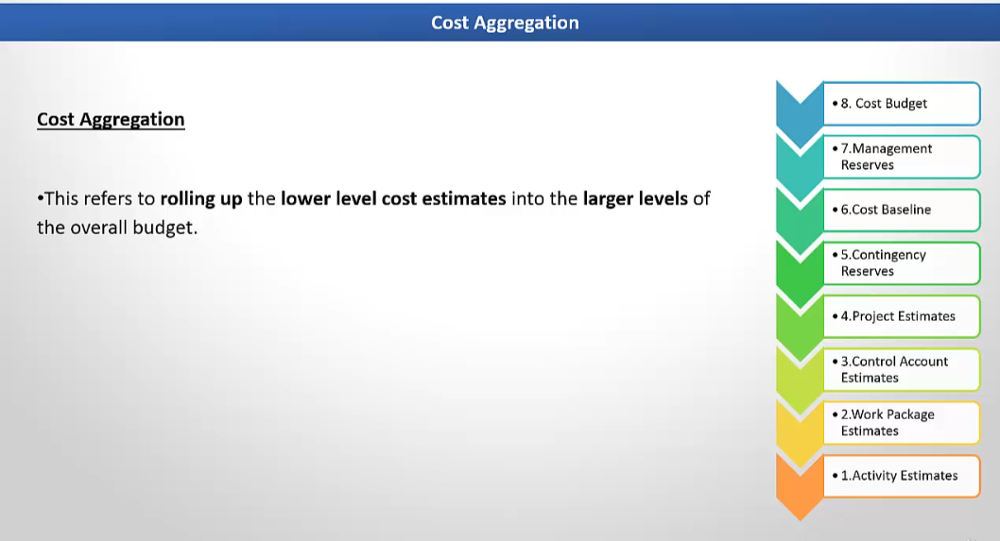 Cost Aggregation
Cost Aggregation
•This refers to rolling up the lower level cost estimates into the larger levels of
the overall budget.
• 8. Cost Budget
• 7.Management
Reserves
• 6.Cost Baseline
• 5.Contingency
Reserves
• 4.Project Estimates
• 3.Control Account
Estimates
• 2.Work Package
Estimates
• 1.Activity Estimates